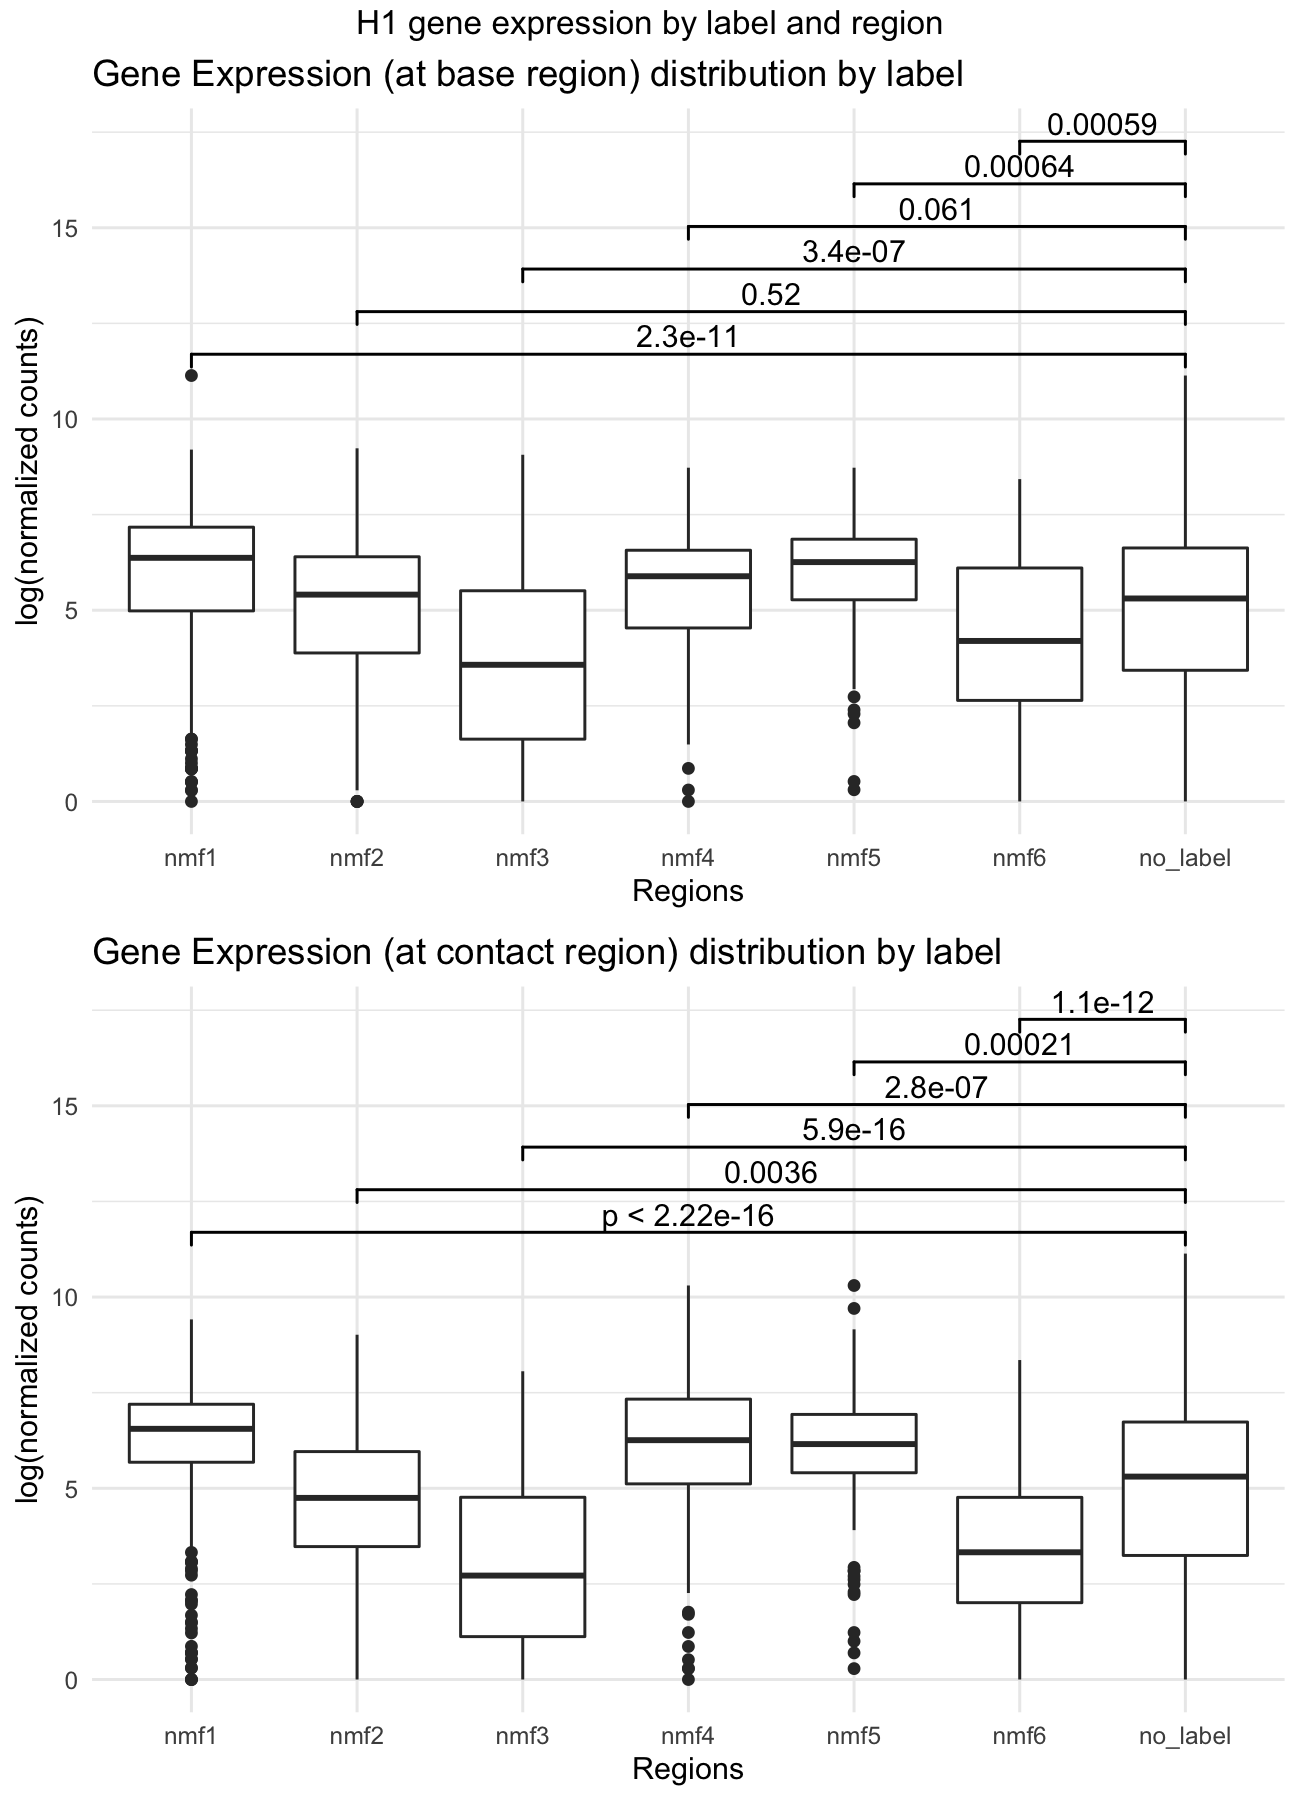 H1 gene expression by label and region
Gene Expression (at base region) distribution by label
0.00059
0.00064
0.061
3.4e-07
0.52
2.3e-11
15
10
5
0
log(normalized counts)
nmf1 nmf2 nmf3 nmf4 nmf5 nmf6 no_label
Regions
Gene Expression (at contact region) distribution by label
1.1e-12
0.00021
2.8e-07
5.9e-16
0.0036
p < 2.22e-16
15
10
5
0
log(normalized counts)
nmf1 nmf2 nmf3 nmf4 nmf5 nmf6 no_label
Regions